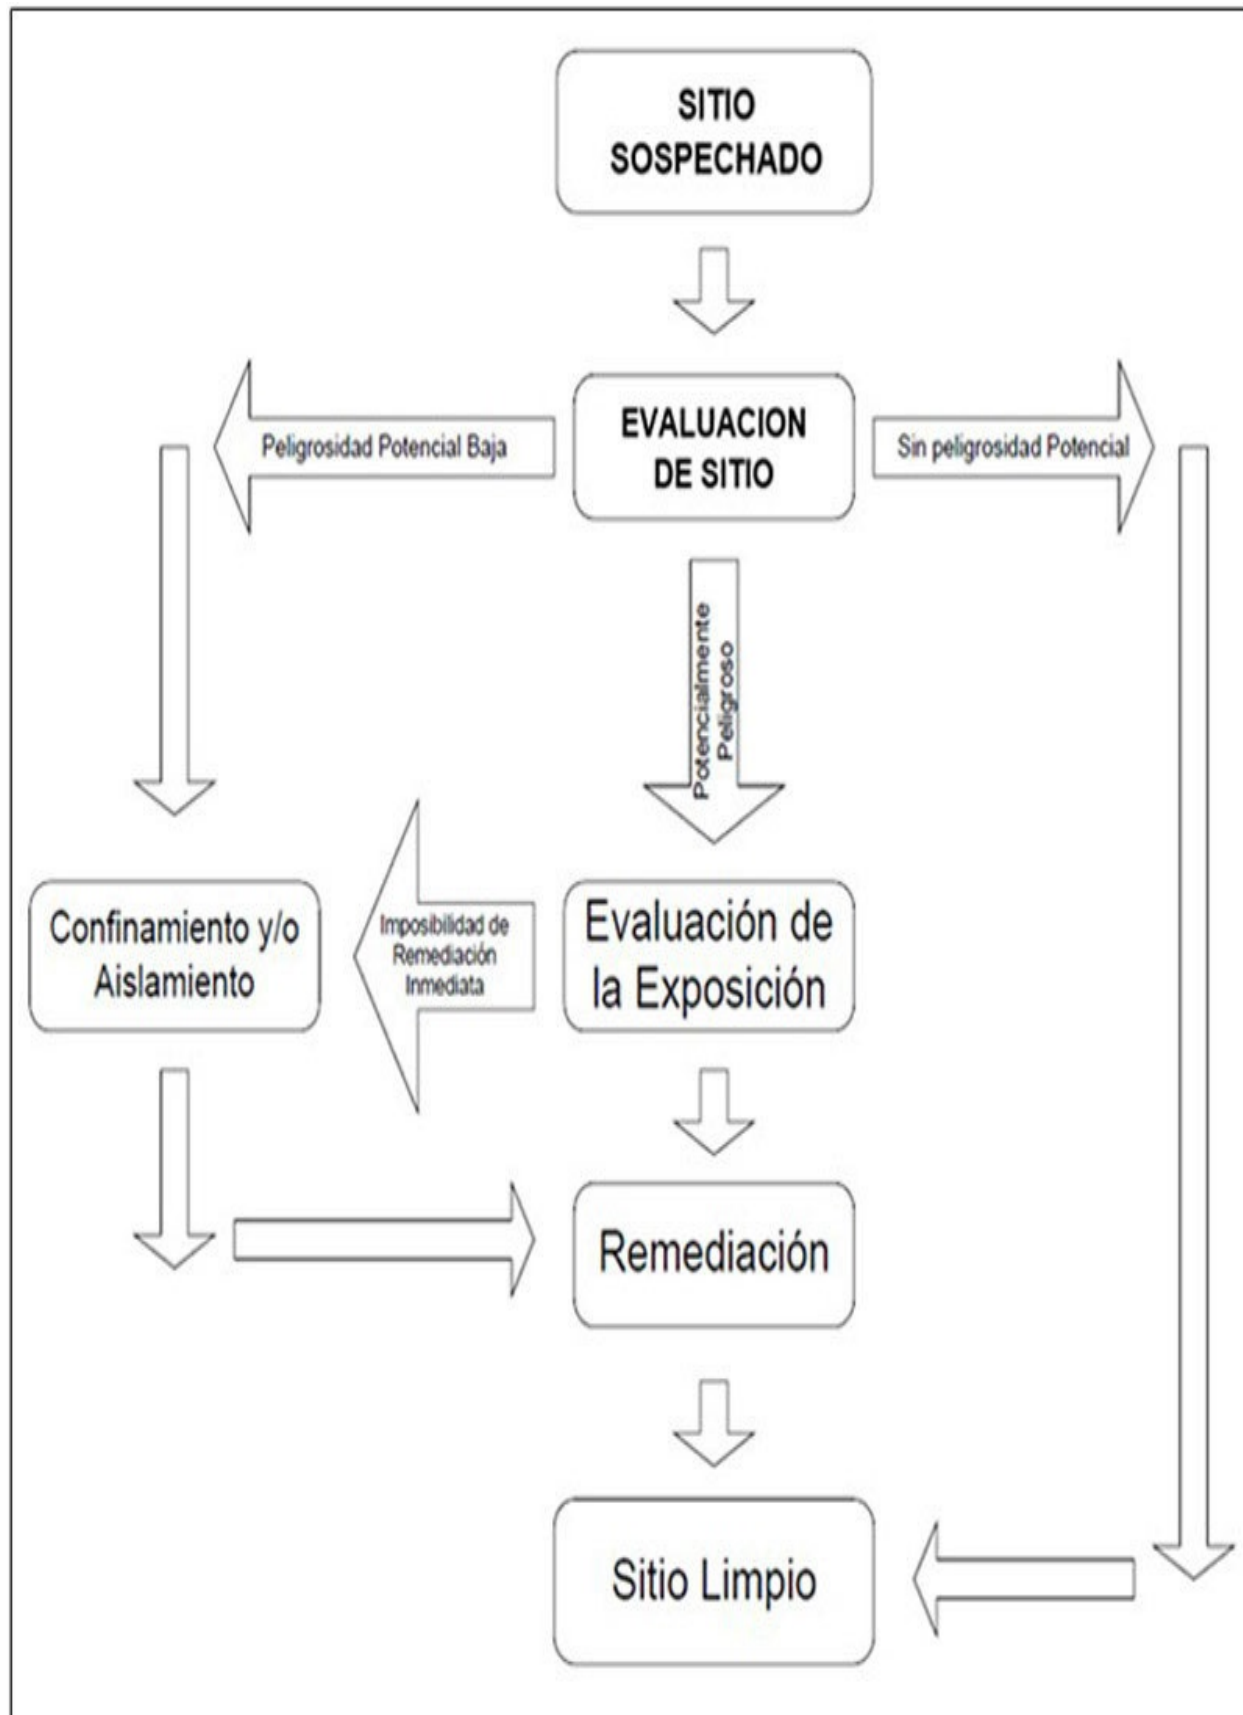 SITIO
SOSPECHADO
Peligrosidad Potencial Baja
EVALUACION
DE SITIO
Sin peligrosidad Potencial
Potencialmente
Peligroso
Confinamiento y/o
Aislamiento
Imposibilidad de
Remediación
Inmediata
Evaluación de
la Exposición
Remediación
Sitio Limpio